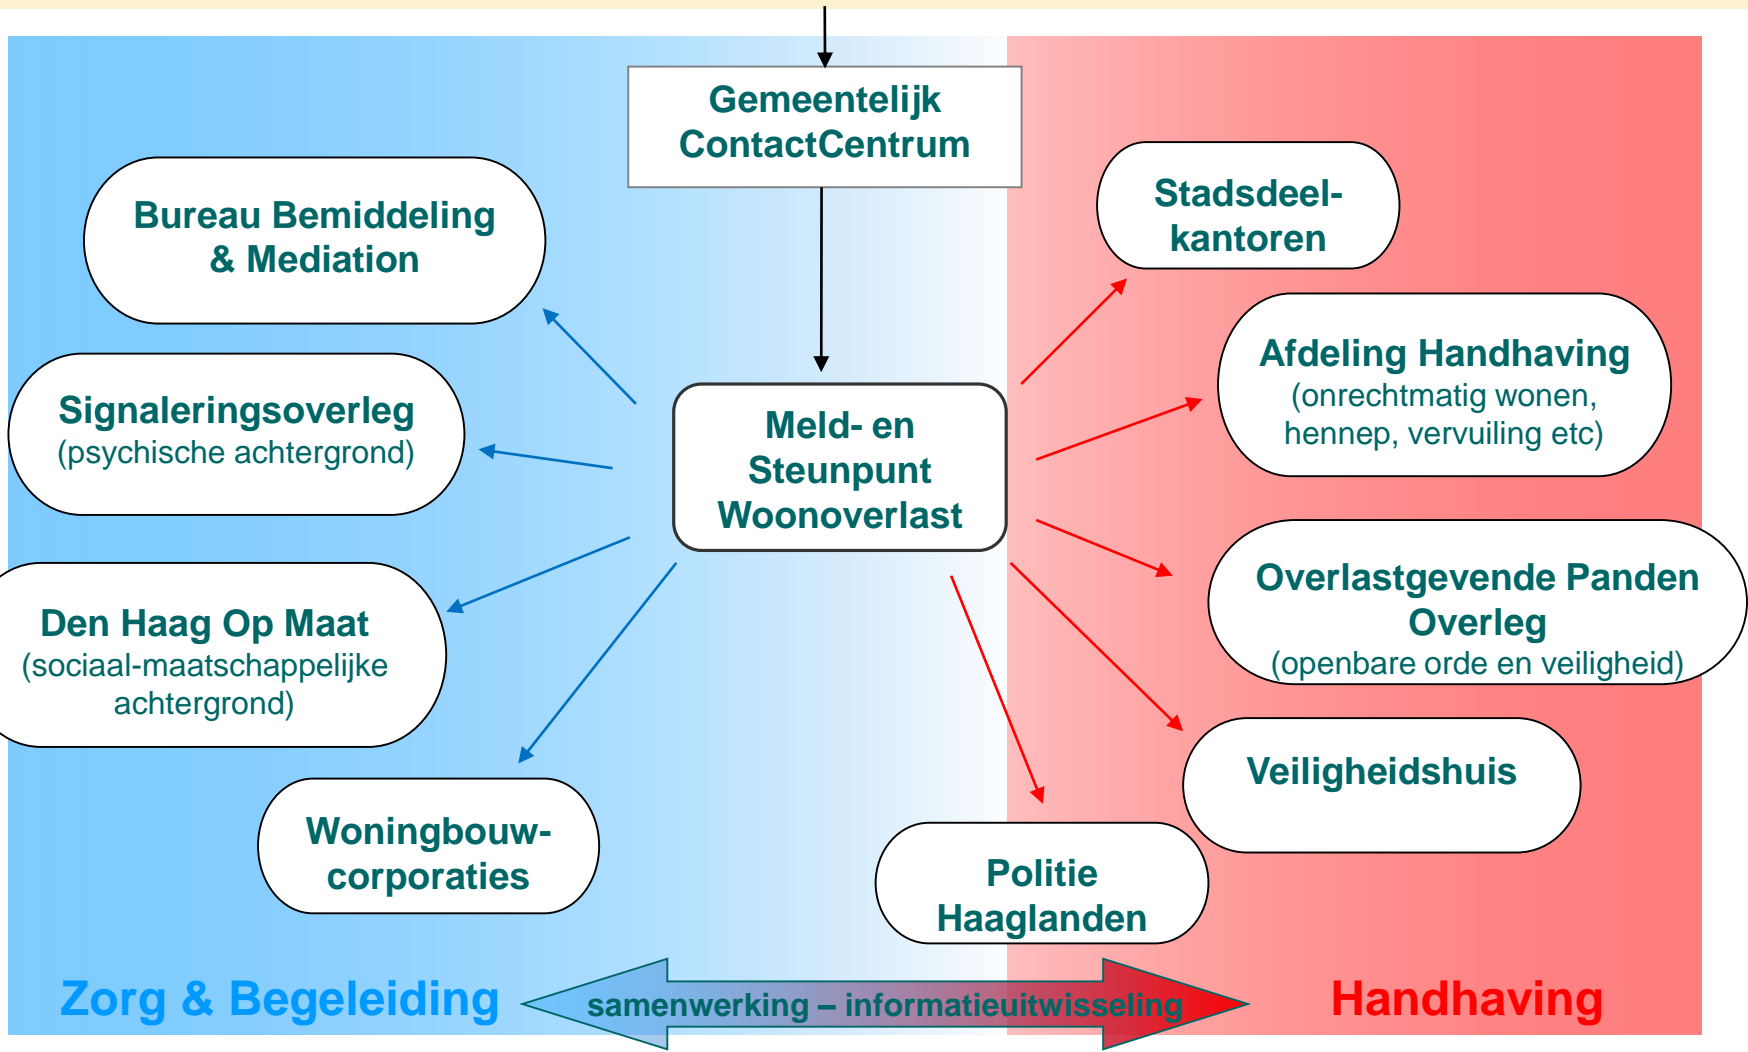 Gemeentelijk
ContactCentrum
Bureau Bemiddeling
& Mediation
Signaleringsoverleg
(psychische achtergrond)
Den Haag Op Maat
(sociaal-maatschappelijke
achtergrond)
Woningbouw-
corporaties
Meld- en
Steunpunt
Woonoverlast
Stadsdeel-
kantoren
Afdeling Handhaving
(onrechtmatig wonen,
hennep, vervuiling etc)
Overlastgevende Panden
Overleg
(openbare orde en veiligheid)
Veiligheidshuis
Politie
Haaglanden
Zorg & Begeleiding
samenwerking – informatieuitwisseling
Handhaving